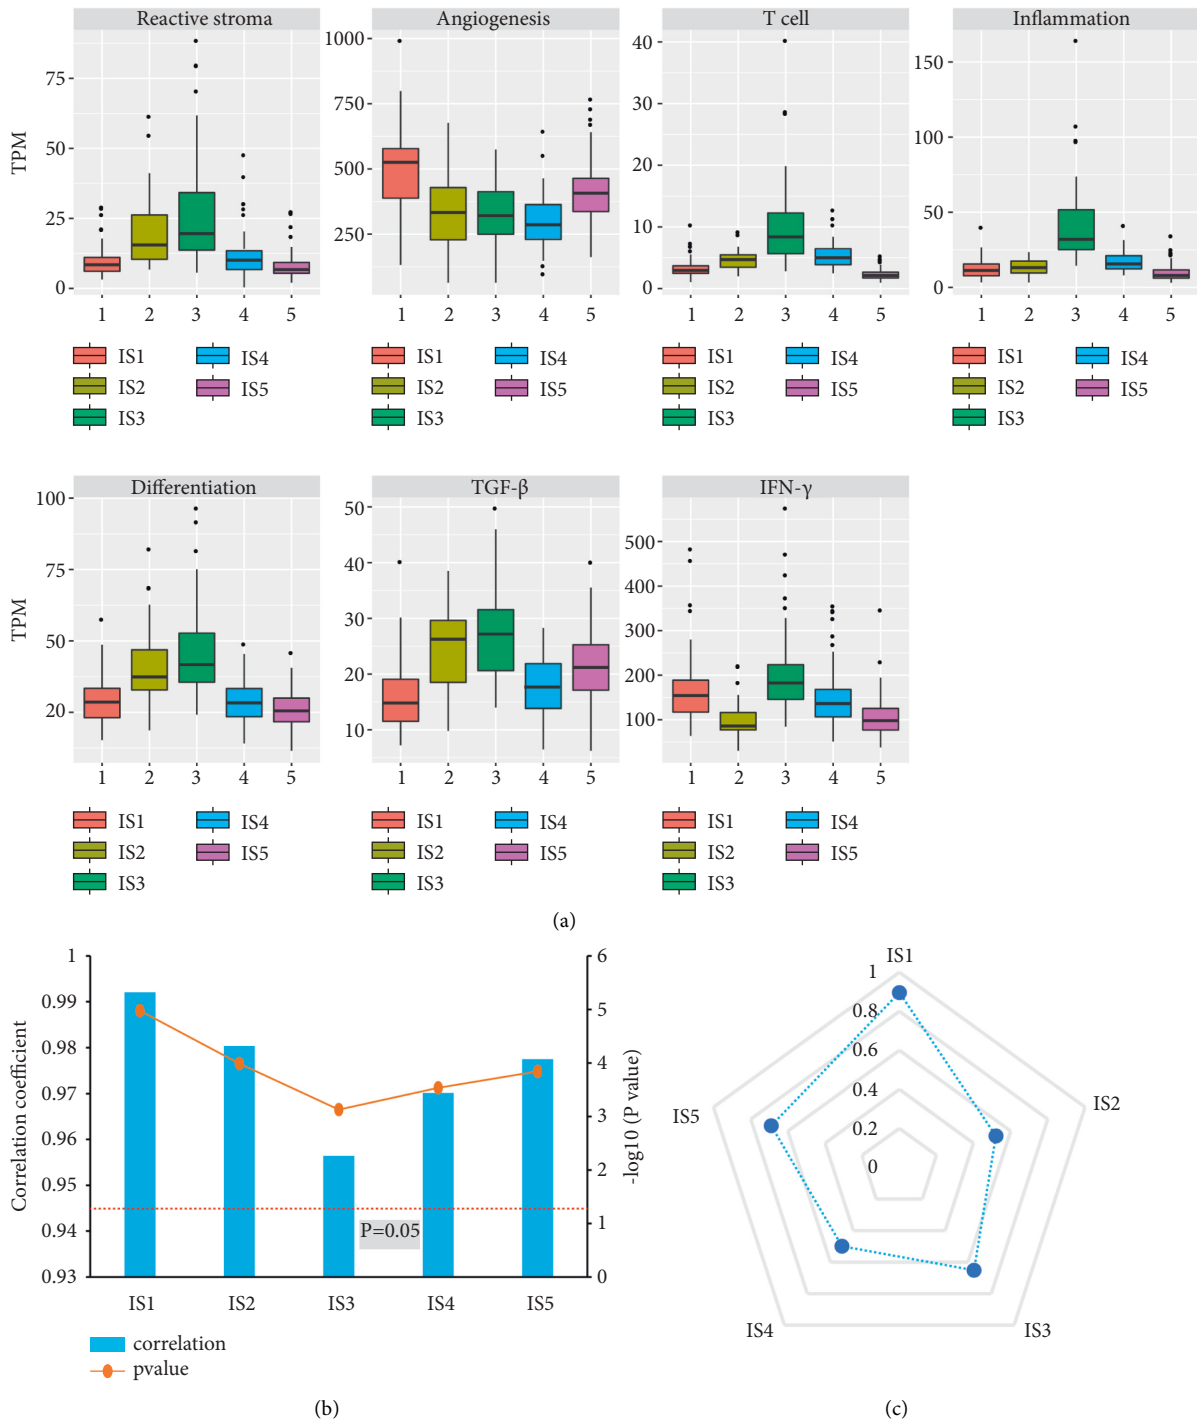 Reactive stroma Angiogenesis T cell Inflammation
TPM
75
50
25
0
1000
750
500
250
40
30
20
10
0
150
100
50
0
1 2 3 4 5 1 2 3 4 5 1 2 3 4 5 1 2 3 4 5
IS1 IS4 IS1 IS4 IS1 IS4 IS1 IS4
IS2 IS5 IS2 IS5 IS2 IS5 IS2 IS5
IS3 IS3 IS3 IS3
Differentiation TGF-β IFN-γ
TPM
100
75
50
20
50
40
30
20
10
500
400
300
200
100
1 2 3 4 5 1 2 3 4 5 1 2 3 4 5
IS1 IS4 IS1 IS4 IS1 IS4
IS2 IS5 IS2 IS5 IS2 IS5
IS3 IS3 IS3
(a)
Correlation coefficient
1
0.99
0.98
0.97
0.96
0.95
0.94
0.93
6
5
4
3
2
1
0
-log10 (P value)
P=0.05
IS1 IS2 IS3 IS4 IS5
correlation
pvalue
(b)
IS1
1
0.8
0.6
0.4
0.2
0
IS2
IS5
IS4
IS3
(c)